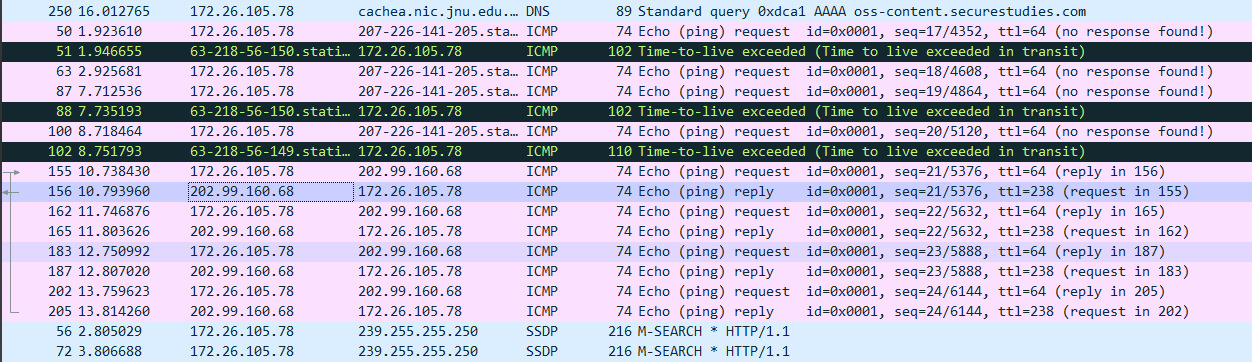 250 16.012765 172.26.105.78 cachea.nic.jnu.edu.… DNS 89 Standard query 0xdca1 AAAA oss-content.securestudies.com
50 1.923610 172.26.105.78 207-226-141-205.sta… ICMP 74 Echo (ping) request id=0x0001, seq=17/4352, ttl=64 (no response found!)
51 1.946655 63-218-56-150.stati… 172.26.105.78 ICMP 102 Time-to-live exceeded (Time to live exceeded in transit)
63 2.925681 172.26.105.78 207-226-141-205.sta… ICMP 74 Echo (ping) request id=0x0001, seq=18/4608, ttl=64 (no response found!)
87 7.712536 172.26.105.78 207-226-141-205.sta… ICMP 74 Echo (ping) request id=0x0001, seq=19/4864, ttl=64 (no response found!)
88 7.735193 63-218-56-150.stati… 172.26.105.78 ICMP 102 Time-to-live exceeded (Time to live exceeded in transit)
100 8.718464 172.26.105.78 207-226-141-205.sta… ICMP 74 Echo (ping) request id=0x0001, seq=20/5120, ttl=64 (no response found!)
102 8.751793 63-218-56-149.stati… 172.26.105.78 ICMP 110 Time-to-live exceeded (Time to live exceeded in transit)
155 10.738430 172.26.105.78 202.99.160.68 ICMP 74 Echo (ping) request id=0x0001, seq=21/5376, ttl=64 (reply in 156)
156 10.793960 202.99.160.68 172.26.105.78 ICMP 74 Echo (ping) reply id=0x0001, seq=21/5376, ttl=238 (request in 155)
162 11.746876 172.26.105.78 202.99.160.68 ICMP 74 Echo (ping) request id=0x0001, seq=22/5632, ttl=64 (reply in 165)
165 11.803626 202.99.160.68 172.26.105.78 ICMP 74 Echo (ping) reply id=0x0001, seq=22/5632, ttl=238 (request in 162)
183 12.750992 172.26.105.78 202.99.160.68 ICMP 74 Echo (ping) request id=0x0001, seq=23/5888, ttl=64 (reply in 187)
187 12.807020 202.99.160.68 172.26.105.78 ICMP 74 Echo (ping) reply id=0x0001, seq=23/5888, ttl=238 (request in 183)
202 13.759623 172.26.105.78 202.99.160.68 ICMP 74 Echo (ping) request id=0x0001, seq=24/6144, ttl=64 (reply in 205)
205 13.814260 202.99.160.68 172.26.105.78 ICMP 74 Echo (ping) reply id=0x0001, seq=24/6144, ttl=238 (request in 202)
56 2.805029 172.26.105.78 239.255.255.250 SSDP 216 M-SEARCH * HTTP/1.1
72 3.806688 172.26.105.78 239.255.255.250 SSDP 216 M-SEARCH * HTTP/1.1